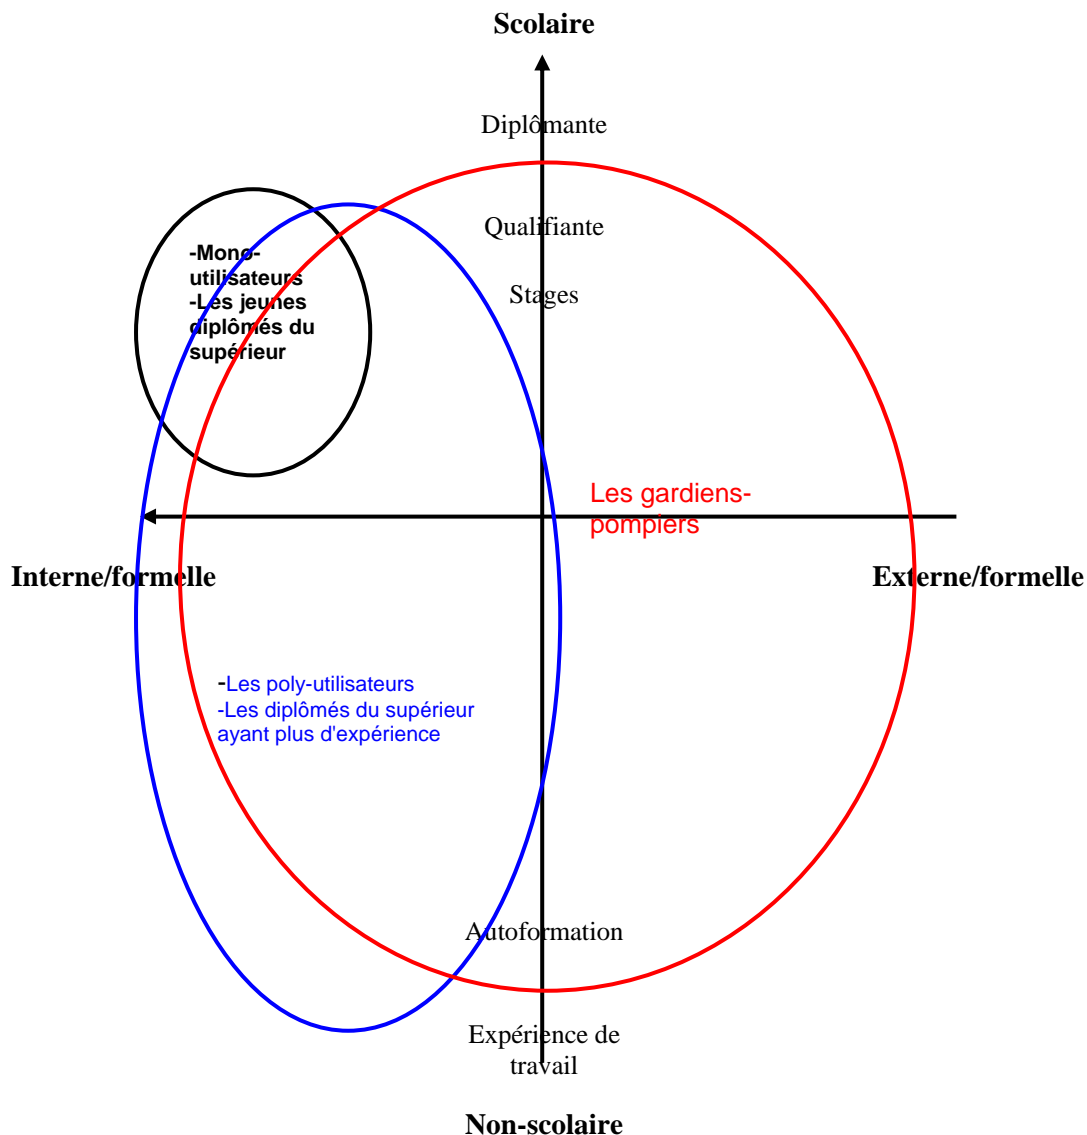 Scolaire
Diplômante
Qualifiante
-Mono-
utilisateurs
-Les jeunes
diplômés du
supérieur
Stages
Les gardiens-
pompiers
Interne/formelle
Externe/formelle
-Les poly-utilisateurs
-Les diplômés du supérieur
ayant plus d'expérience
Autoformation
Expérience de
travail
Non-scolaire